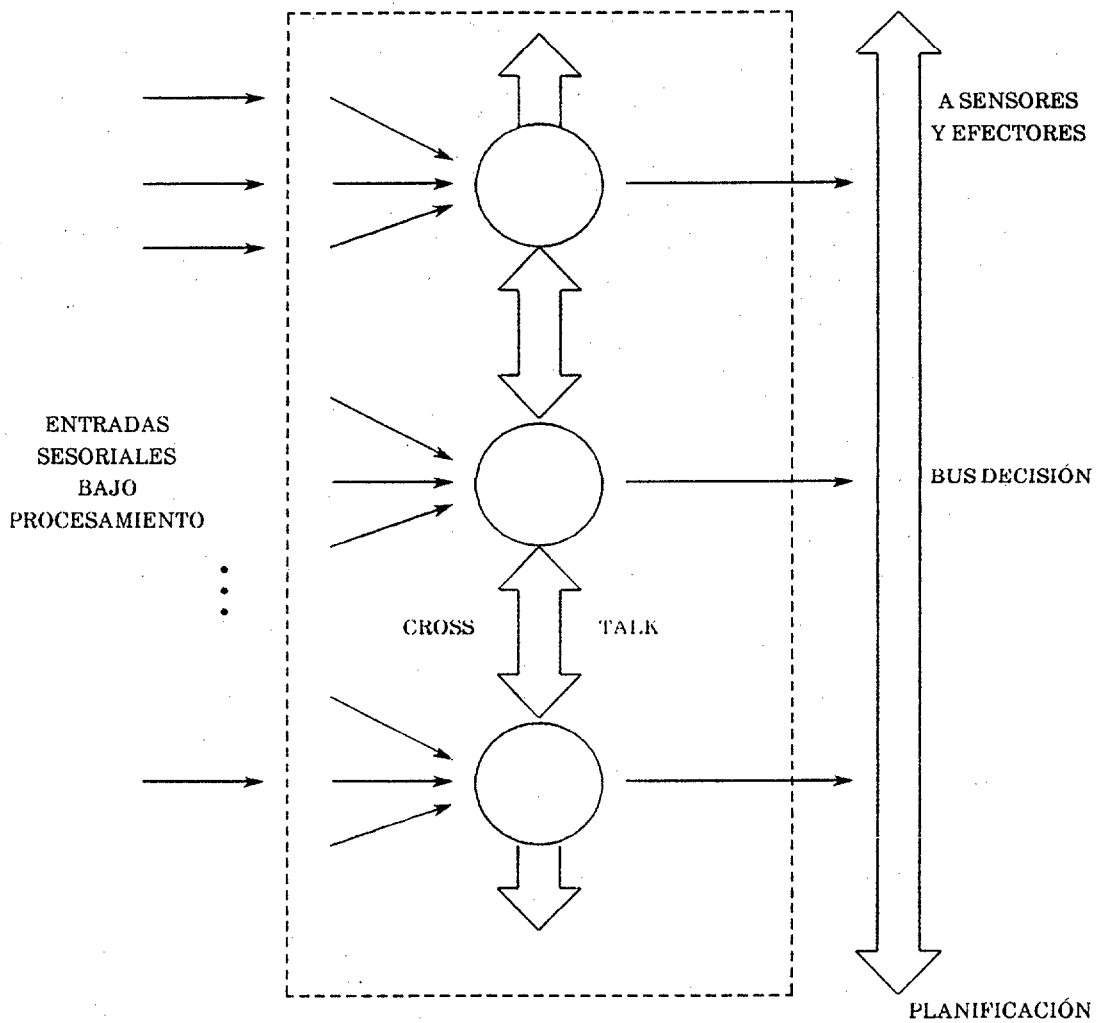 A SENSORES
Y EFECTORES
ENTRADAS
SESORIALES
BAJO
PROCESAMIENTO
BUS DECISIÓN
CROSS TALK
PLANIFICACIÓN